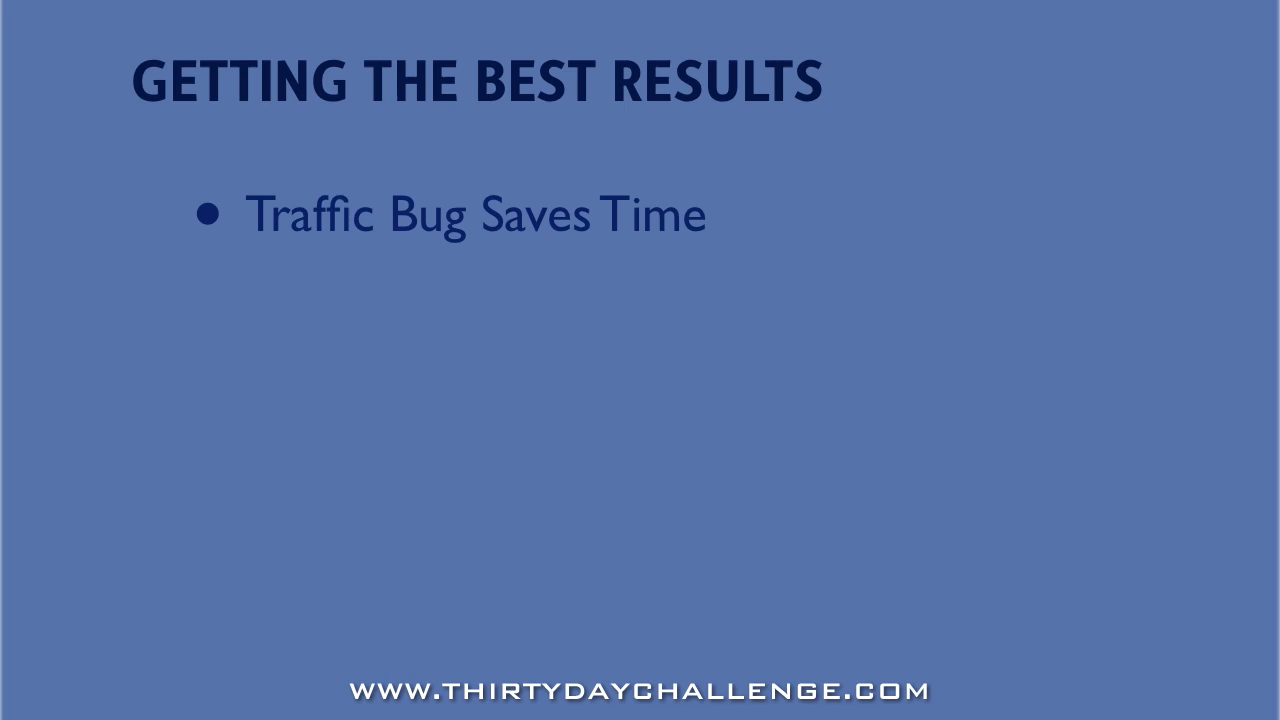 GETTING THE BEST RESULTS
• Traffic Bug Saves Time
WWW.THIRTYDAYCHALLENGE.COM